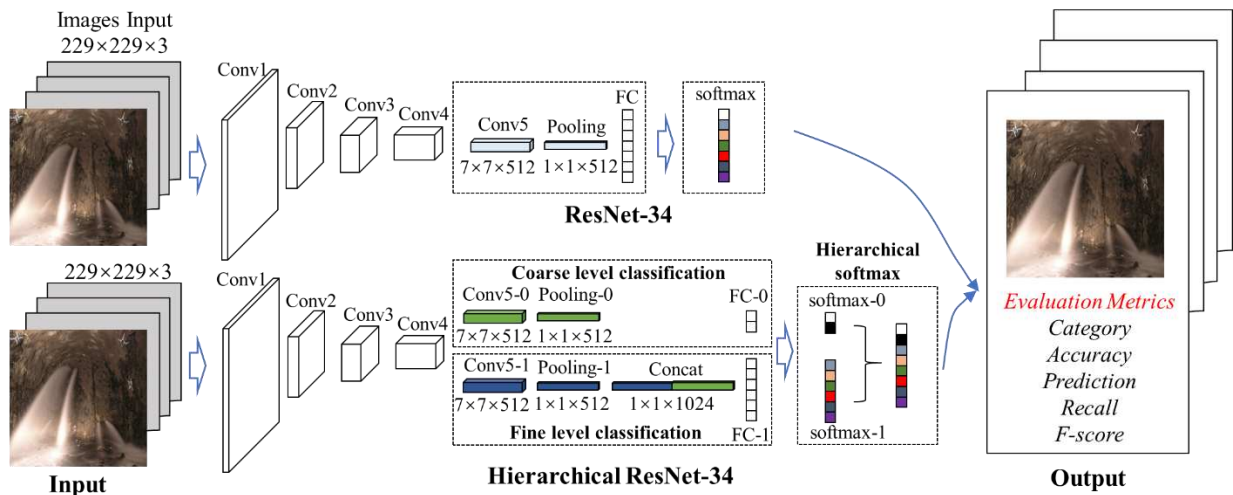 Images Input
229×229×3
Conv1
Conv2
Conv3
Conv4
Conv5
Pooling
FC
7×7×512
1×1×512
softmax
ResNet-34
229×229×3
Conv1
Conv2
Conv3
Conv4
Coarse level classification
Conv5-0
Pooling-0
FC-0
7×7×512
1×1×512
Conv5-1
Pooling-1
Concat
7×7×512
1×1×512
1×1×1024
Fine level classification
FC-1
Hierarchical
softmax
softmax-0
softmax-1
Input
Hierarchical ResNet-34
Evaluation Metrics
Category
Accuracy
Prediction
Recall
F-score
Output